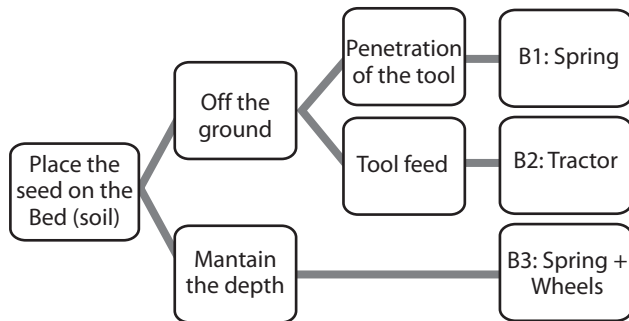 Place the
seed on the
Bed (soil)
Off the
ground
Mantain
the depth
Penetration
of the tool
Tool feed
B1: Spring
B2: Tractor
B3: Spring +
Wheels